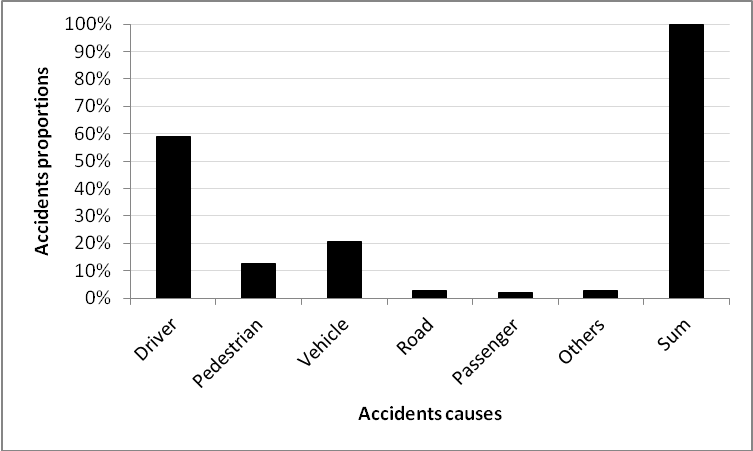 100%
90%
80%
70%
60%
50%
40%
30%
20%
10%
0%
Accidents proportions
Driver
Pedestrian
Vehicle
Road
Passenger
Others
Sum
Accidents causes